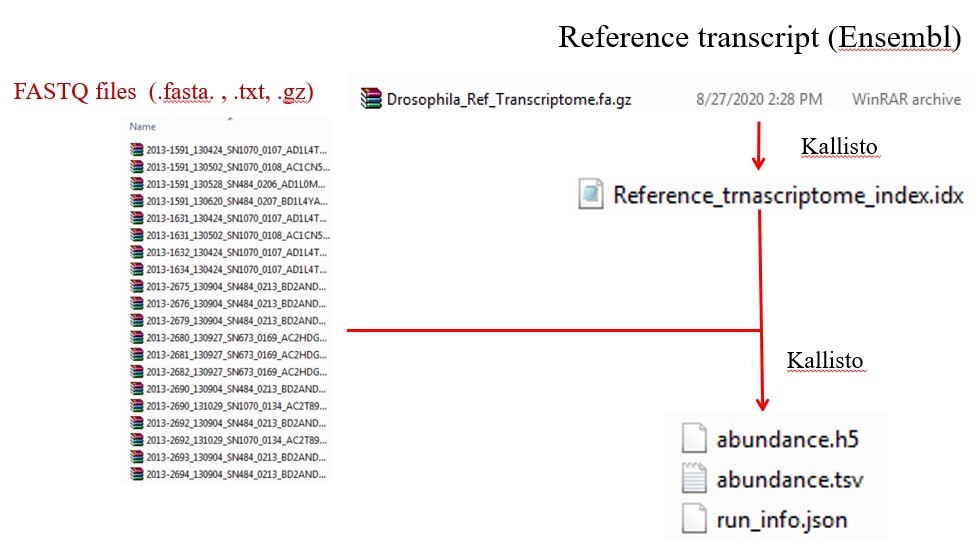 Reference transcript (Ensembl)
FASTQ files (.fasta. , .txt, .gz)
Drosophila_Ref_Transcriptome.fa.gz 8/27/2020 2:28 PM WinRAR archive
Name
Kallisto
Reference_trnascriptome_index.idx
2013-1591_130424_SN1070_0107_AD1L4T...
2013-1591_130502_SN1070_0108_AC1CN5...
2013-1591_130528_SN484_0206_AD1L0M...
2013-1591_130620_SN484_0207_BD1L4YA...
2013-1631_130424_SN1070_0107_AD1L4T...
2013-1631_130502_SN1070_0108_AC1CN5...
2013-1632_130424_SN1070_0107_AD1L4T...
2013-1634_130424_SN1070_0107_AD1L4T...
2013-2675_130904_SN484_0213_BD2AND...
2013-2676_130904_SN484_0213_BD2AND...
2013-2679_130904_SN484_0213_BD2AND...
2013-2680_130927_SN673_0169_AC2HDG...
2013-2681_130927_SN673_0169_AC2HDG...
2013-2682_130927_SN673_0169_AC2HDG...
2013-2690_130904_SN484_0213_BD2AND...
2013-2690_131029_SN1070_0134_AC2T89...
2013-2692_130904_SN484_0213_BD2AND...
2013-2692_131029_SN1070_0134_AC2T89...
2013-2693_130904_SN484_0213_BD2AND...
2013-2694_130904_SN484_0213_BD2AND...
Kallisto
abundance.h5
abundance.tsv
run_info.json